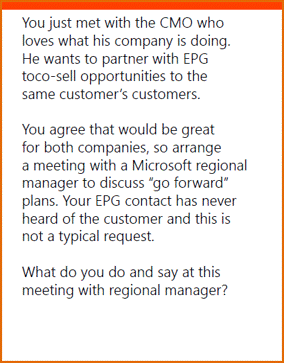 You just met with the CMO who
loves what his company is doing.
He wants to partner with EPG
toco-sell opportunities to the
same customer's customers.
You agree that would be great
for both companies, so arrange
a meeting with a Microsoft regional
manager to discuss “go forward”
plans. Your EPG contact has never
heard of the customer and this is
not a typical request.
What do you do and say at this
meeting with regional manager?